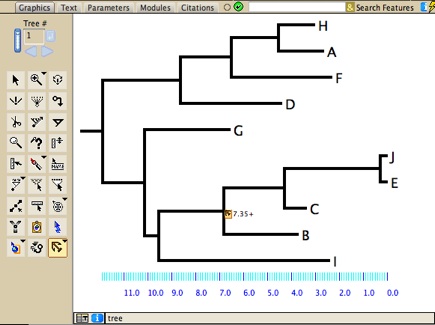 Graphics Text Parameters Modules Citations Search Features
Tree #
1
H
A
F
D
G
J
E
7.35+
C
B
I
11.0 10.0 9.0 8.0 7.0 6.0 5.0 4.0 3.0 2.0 1.0 0.0
tree